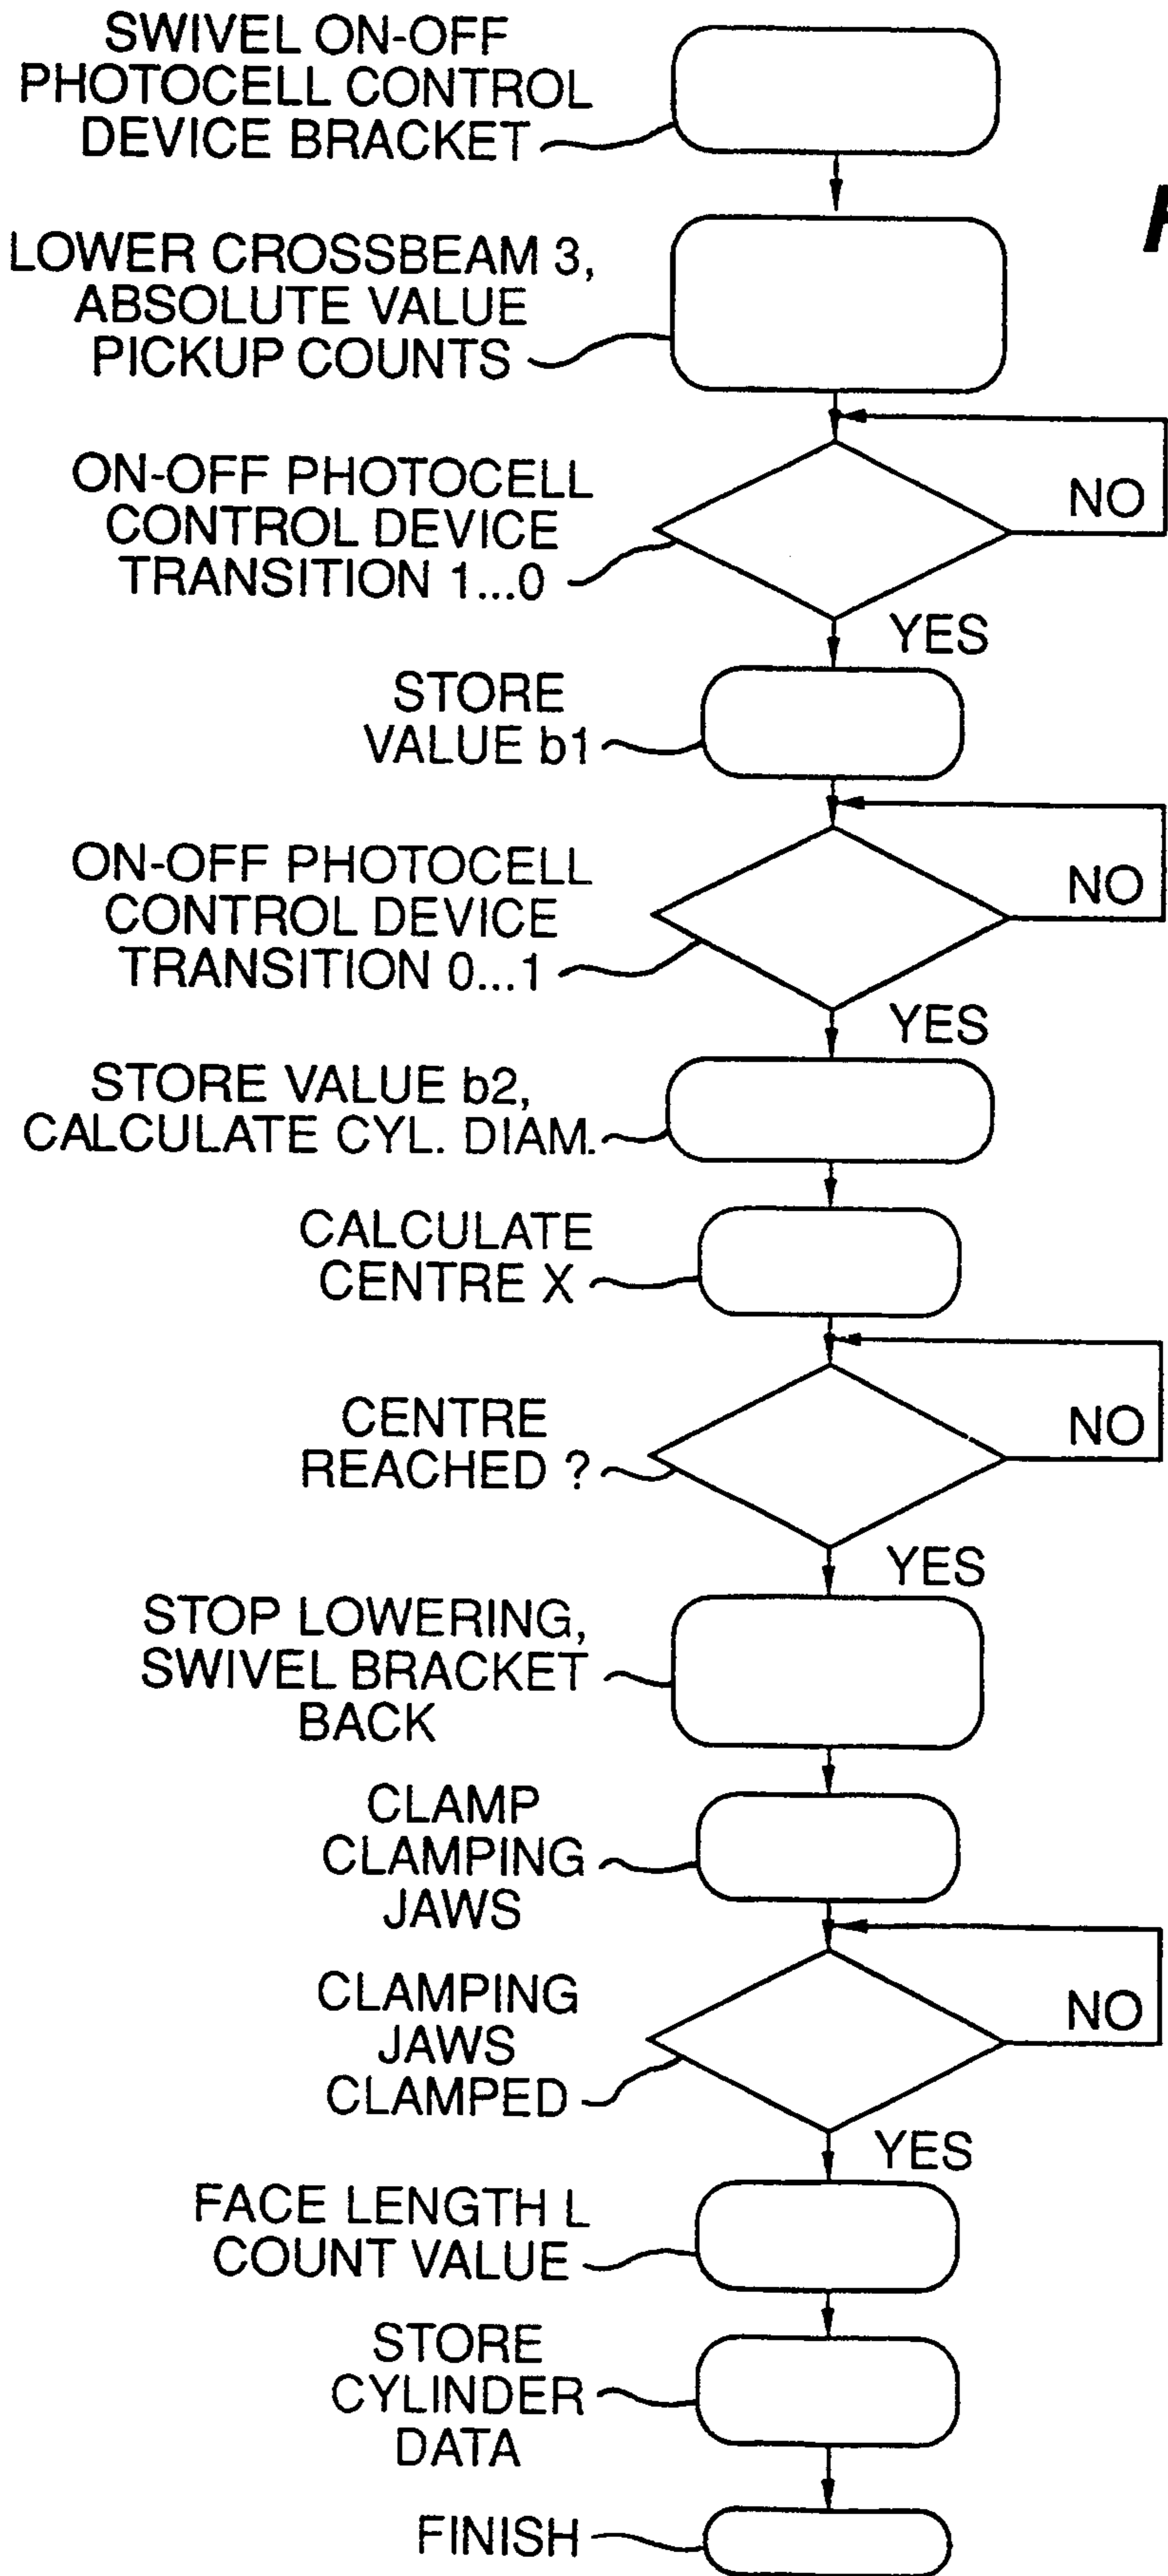 SWIVEL ON-OFF
PHOTOCELL CONTROL
DEVICE BRACKET
LOWER CROSSBEAM 3,
ABSOLUTE VALUE
PICKUP COUNTS
ON-OFF PHOTOCELL
CONTROL DEVICE
TRANSITION 1...0
NO
YES
STORE
VALUE b1
ON-OFF PHOTOCELL
CONTROL DEVICE
TRANSITION 0...1
NO
YES
STORE VALUE b2,
CALCULATE CYL. DIAM.
CALCULATE
CENTRE X
CENTRE
REACHED ?
NO
YES
STOP LOWERING,
SWIVEL BRACKET
BACK
CLAMP
CLAMPING
JAWS
CLAMPING
JAWS
CLAMPED
NO
YES
FACE LENGTH L
COUNT VALUE
STORE
CYLINDER
DATA
FINISH